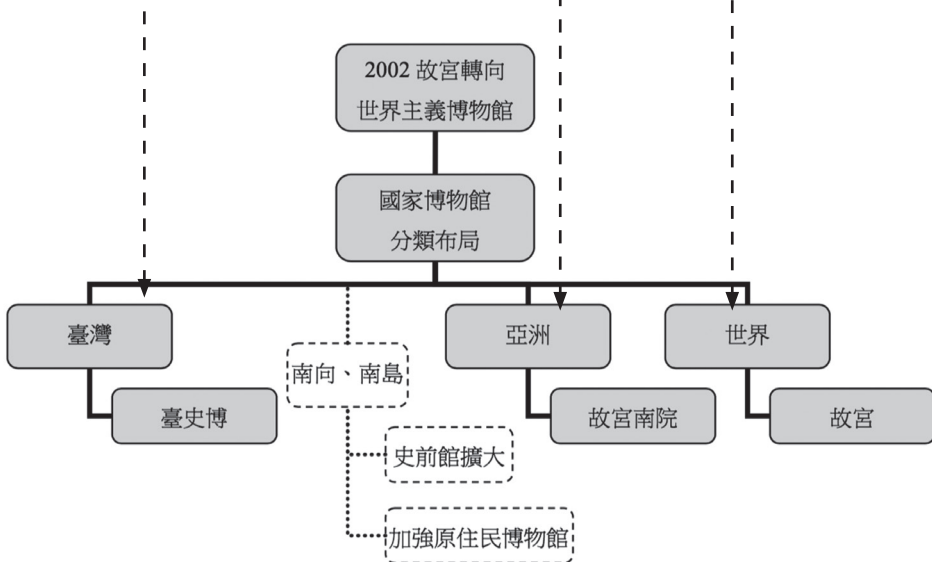 2002 故宮轉向
世界主義博物館
國家博物館
分類布局
臺灣
亞洲
世界
南向、南島
臺史博
故宮南院
故宮
史前館擴大
加強原住民博物館